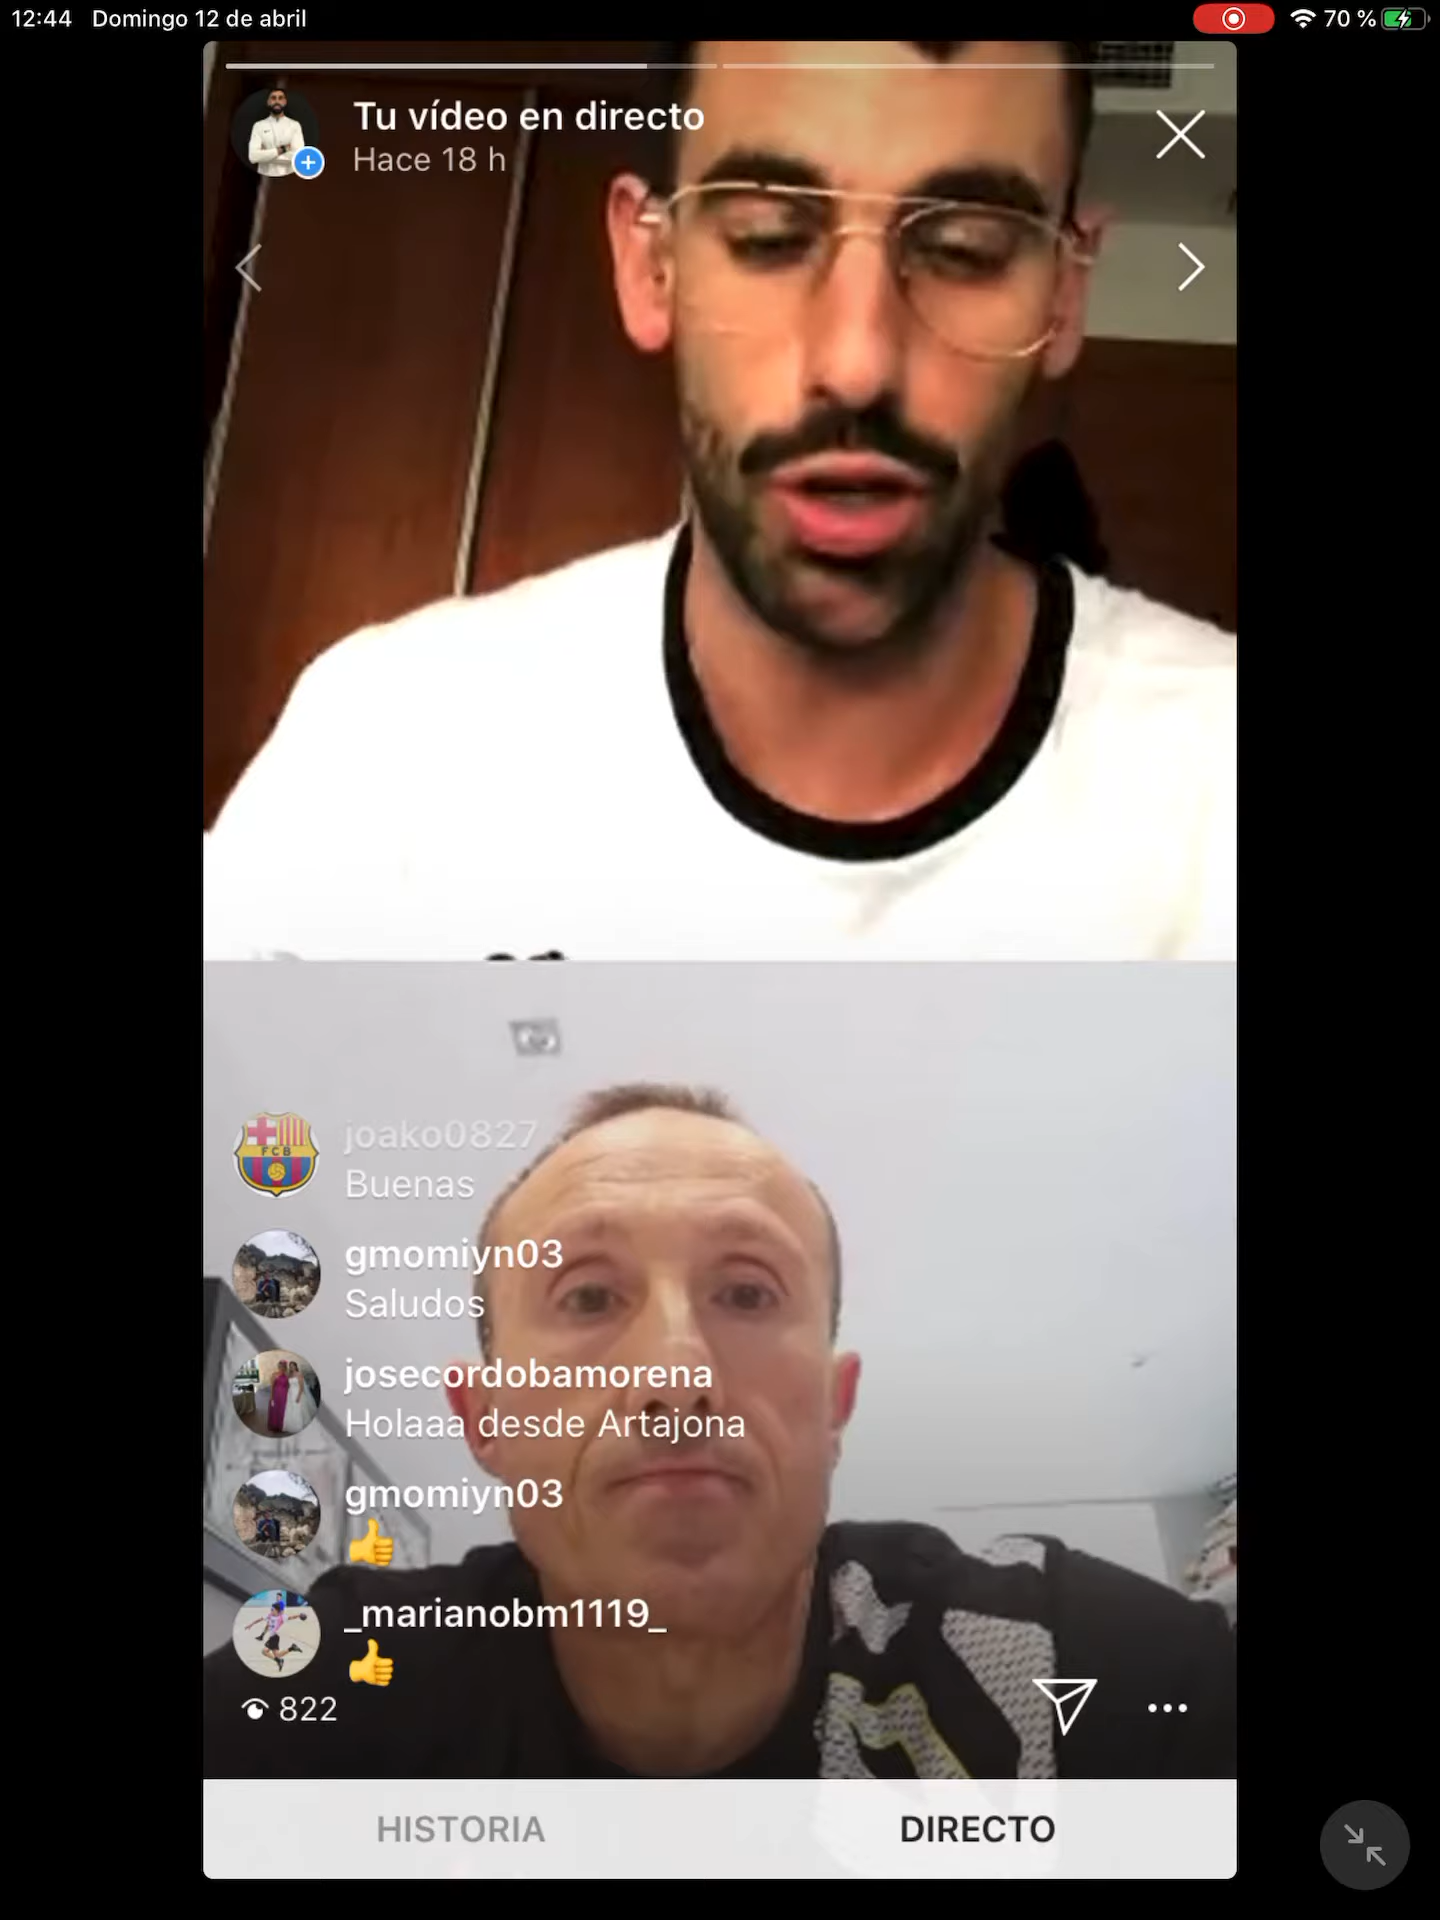 12:44 Domingo 12 de abril
70 %
Tu vídeo en directo
Hace 18 h
FCB
joako0827
Buenas
gmomiyn03
Saludos
josecordobamorena
Holaaa desde Artajona
gmomiyn03
👍
_marianobm1119_
👍
822
HISTORIA
DIRECTO